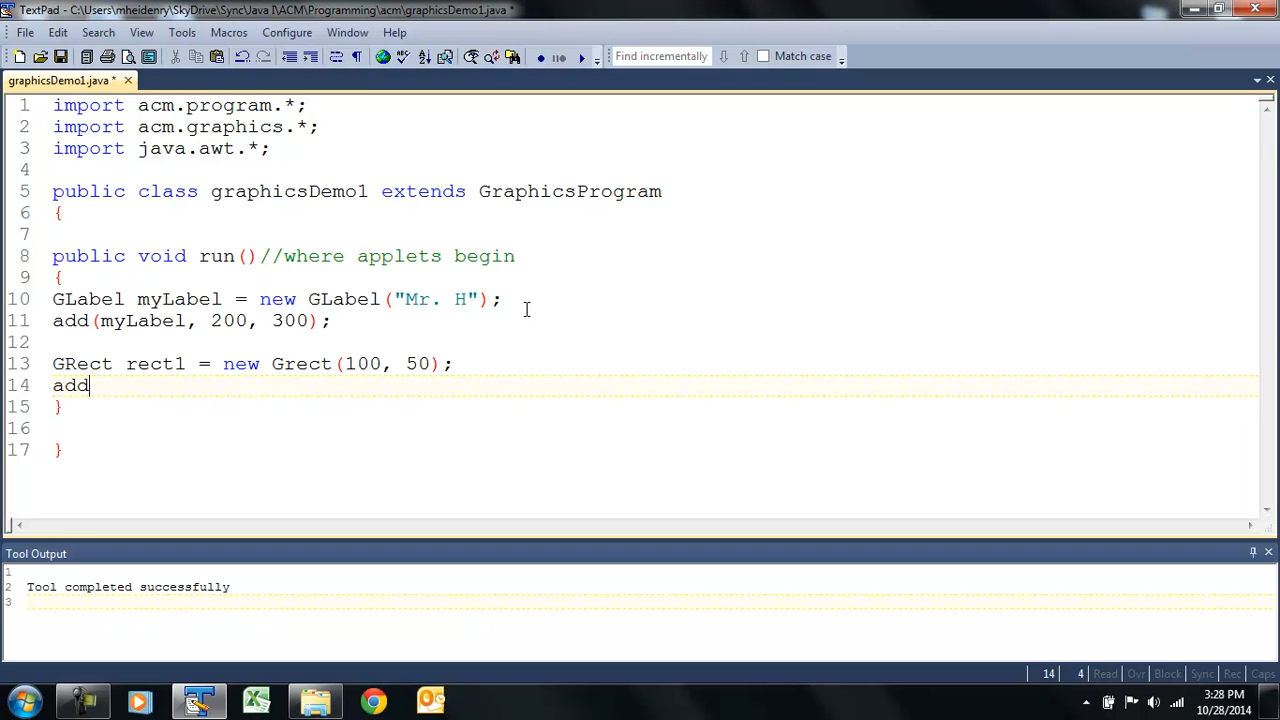 TextPad - C:\Users\mheidenry\SkyDrive\Sync\Java I\ACM\Programming\acm\graphicsDemo1.java *
File Edit Search View Tools Macros Configure Window Help
Find incrementally Match case
graphicsDemo1.java *
1 import acm.program.*;
2 import acm.graphics.*;
3 import java.awt.*;
4
5 public class graphicsDemo1 extends GraphicsProgram
6 {
7
8 public void run()//where applets begin
9 {
10 GLabel myLabel = new GLabel("Mr. H");
11 add(myLabel, 200, 300);
12
13 GRect rect1 = new Grect(100, 50);
14 add
15 }
16
17 }
Tool Output
1
2 Tool completed successfully
3
14 4 Read Ovr Block Sync Rec Caps
3:28 PM
10/28/2014